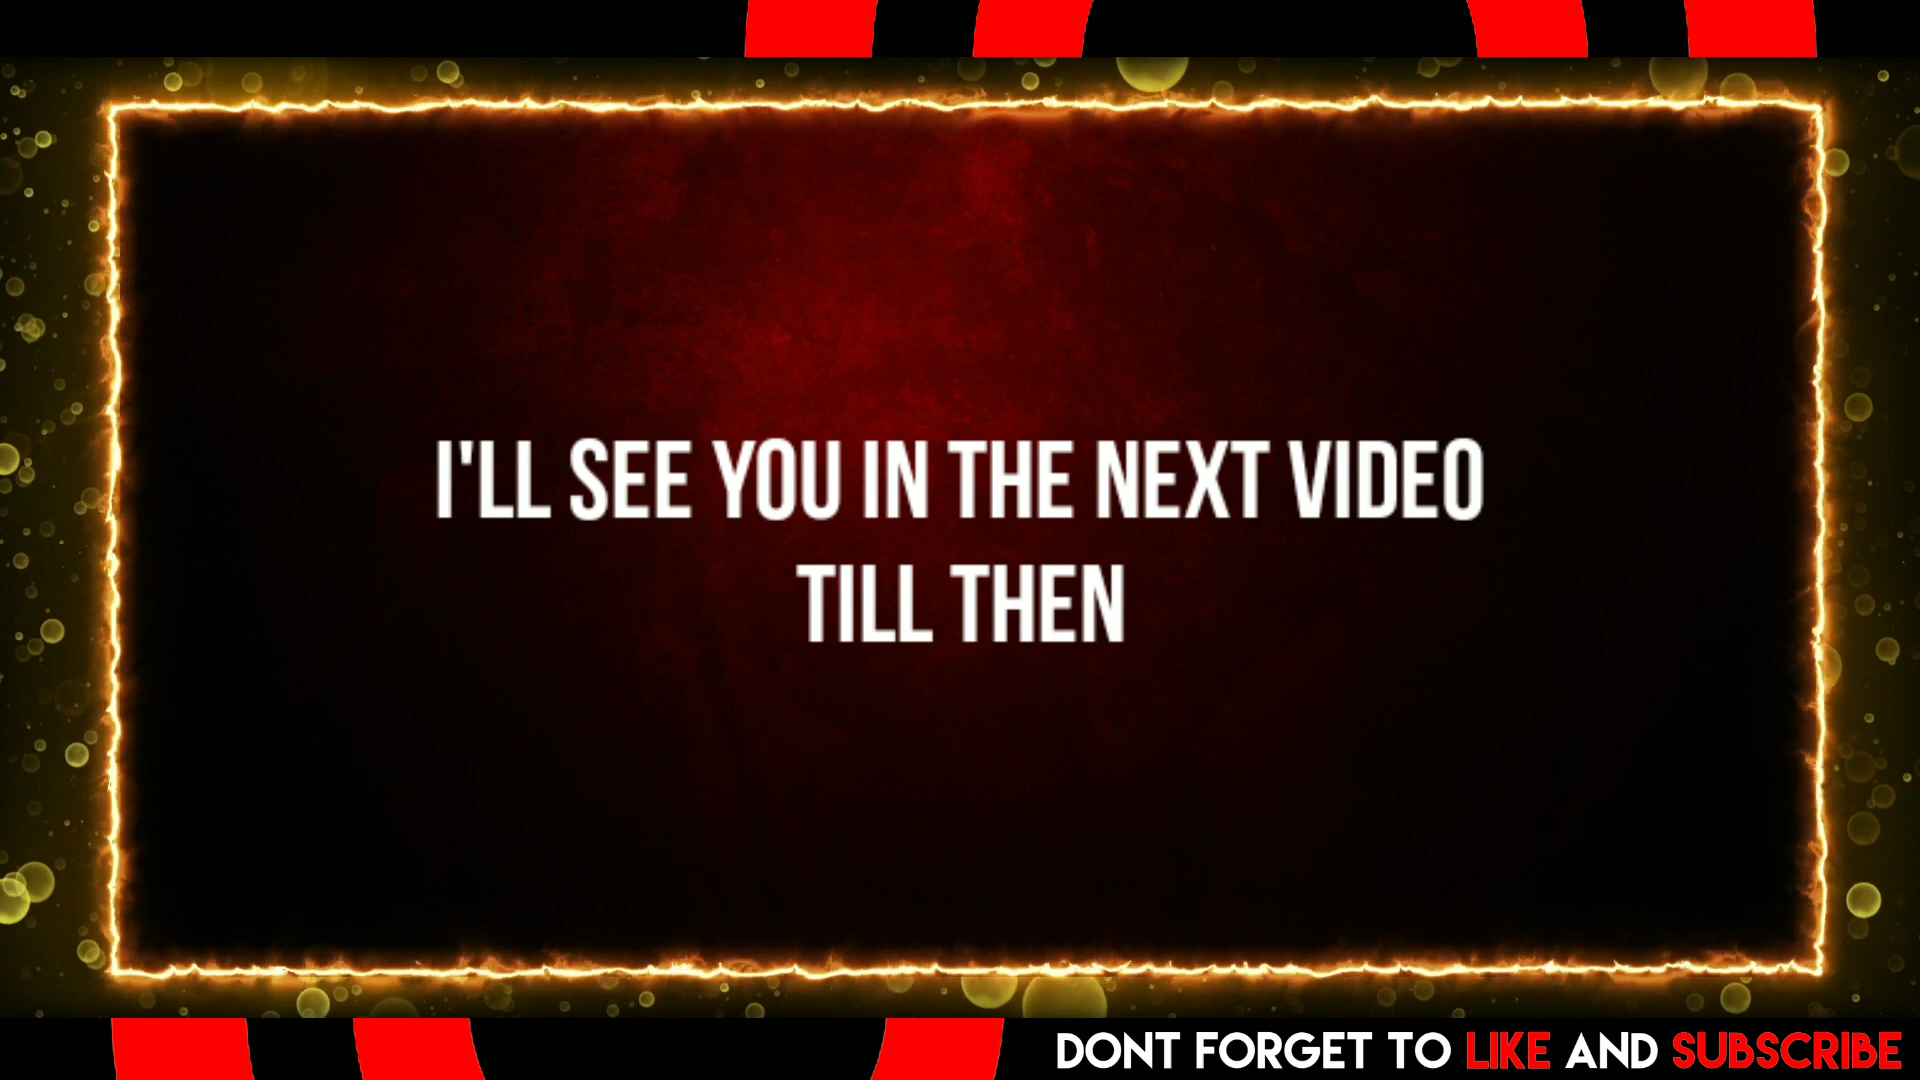 I'LL SEE YOU IN THE NEXT VIDEO
TILL THEN
DONT FORGET TO LIKE AND SUBSCRIBE